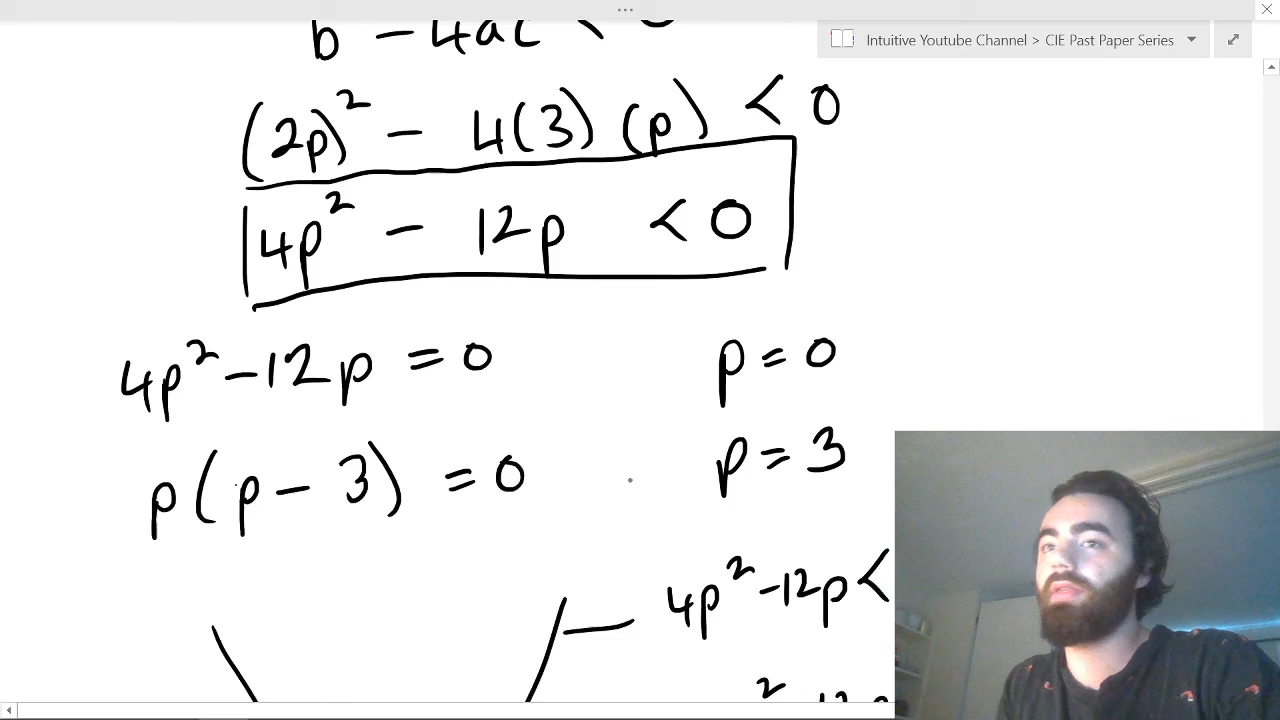 Intuitive Youtube Channel > CIE Past Paper Series
b - 4ac <
(2p)² - 4(3)(p) < 0
4p² - 12p < 0
4p² - 12p = 0
p = 0
p(p - 3) = 0
p = 3
4p² - 12p <